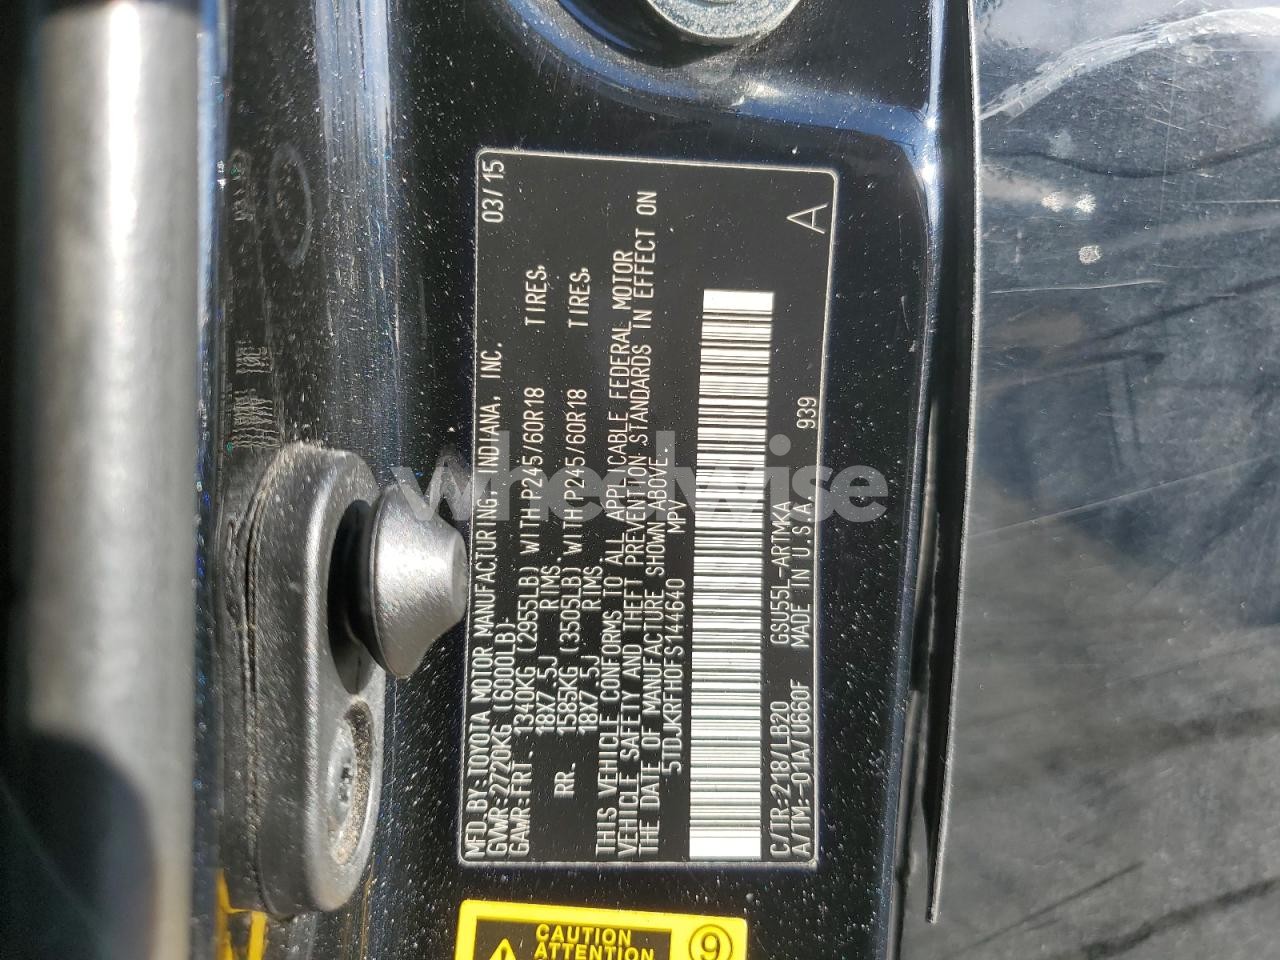 MFD.BY:TOYOTA MOTOR MANUFACTURING, INDIANA, INC. 03/15
GVWR:2720KG (6000LB)
GAWR:FRT. 1340KG (2955LB) WITH P245/60R18 TIRES,
18X7.5J RIMS.
RR. 1585KG (3505LB) WITH P245/60R18 TIRES,
18X7.5J RIMS.
THIS VEHICLE CONFORMS TO ALL APPLICABLE FEDERAL MOTOR
VEHICLE SAFETY AND THEFT PREVENTION STANDARDS IN EFFECT ON
THE DATE OF MANUFACTURE SHOWN ABOVE.
5TDJKRFH0FS144640 MPV
C/TR:218/LB20 GSU55L-ARTMKA
A/TM:-01A/U660F MADE IN U.S.A. 939 A
CAUTION
ATTENTION
9
wheelwise